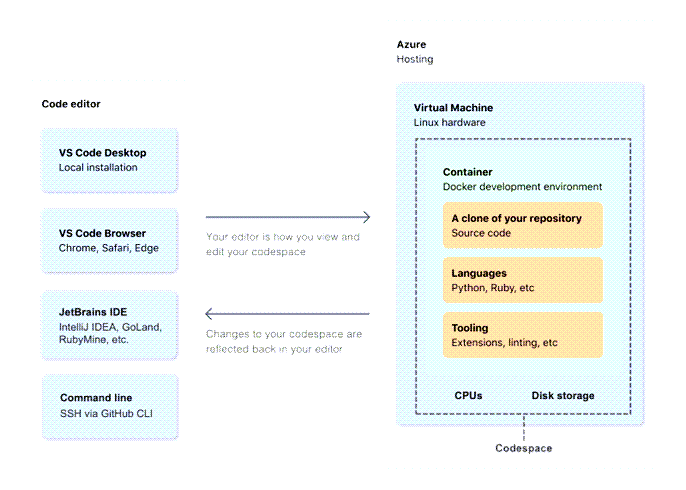 Code editor
VS Code Desktop
Local installation
VS Code Browser
Chrome, Safari, Edge
JetBrains IDE
IntelliJ IDEA, GoLand,
RubyMine, etc.
Command line
SSH via GitHub CLI
Your editor is how you view and
edit your codespace
Changes to your codespace are
reflected back in your editor
Azure
Hosting
Virtual Machine
Linux hardware
Container
Docker development environment
A clone of your repository
Source code
Languages
Python, Ruby, etc
Tooling
Extensions, linting, etc
CPUs
Disk storage
Codespace